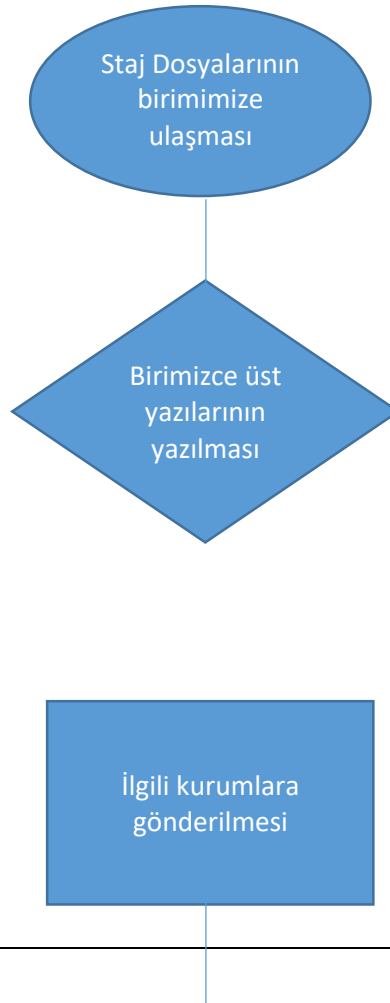 Staj Dosyalarının
birimimize
ulaşması
Birimizce üst
yazılarının
yazılması
İlgili kurumlara
gönderilmesi